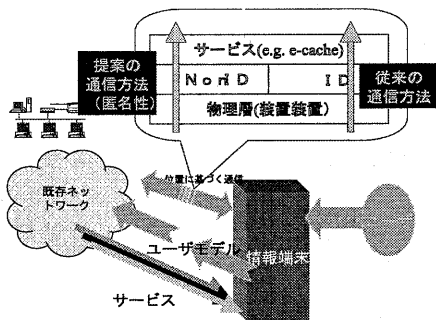 サービス(e.g. e-cache)
提案の
通信方法
(匿名性)
NonID
ID
従来の
通信方法
物理層(装置装置)
位置に基づく通信
既存ネッ
トワーク
ユーザモデル
情報端末
サービス